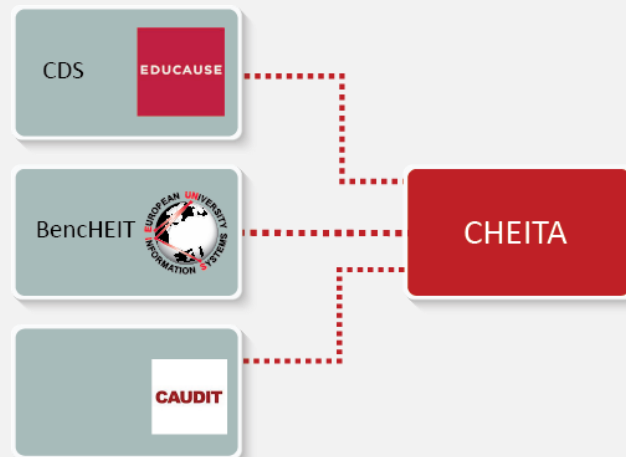 CDS
EDUCAUSE
BencHEIT
EUROPEAN UNIVERSITY
INFORMATION SYSTEMS
CAUDIT
CHEITA